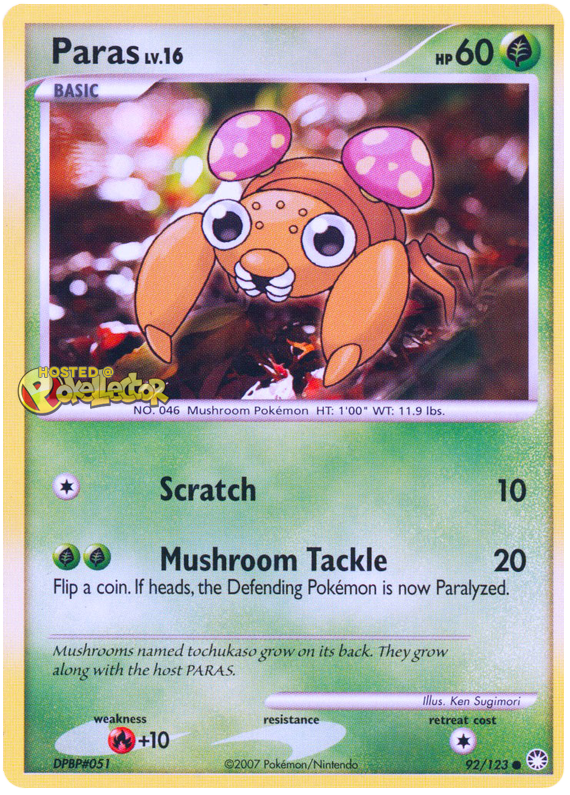 Paras LV.16
HP 60
BASIC
HOSTED @
Pokellector
NO. 046 Mushroom Pokémon HT: 1'00" WT: 11.9 lbs.
Scratch 10
Mushroom Tackle 20
Flip a coin. If heads, the Defending Pokémon is now Paralyzed.
Mushrooms named tochukaso grow on its back. They grow
along with the host PARAS.
Illus. Ken Sugimori
weakness resistance retreat cost
+10
DPBP#051 ©2007 Pokémon/Nintendo 92/123